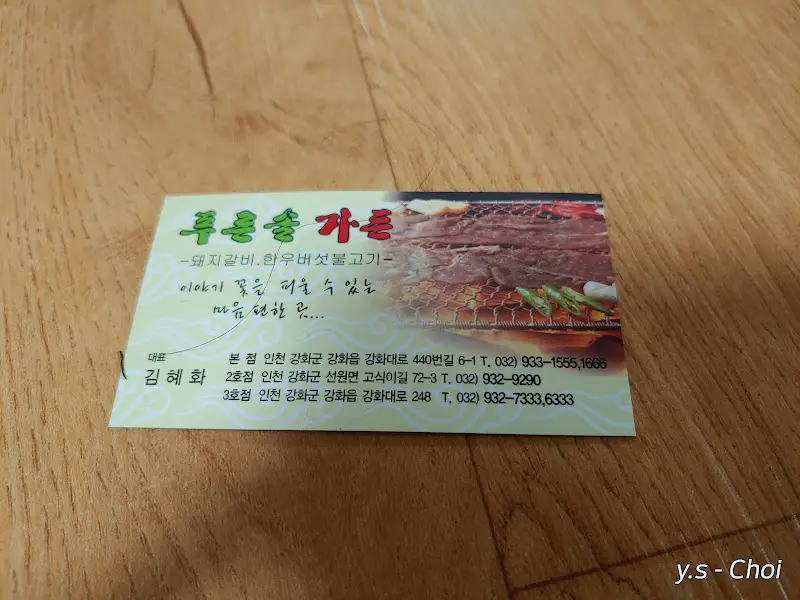 푸른솔 가든
-돼지갈비.한우버섯불고기-
이야기 꽃을 피울 수 있는
마음 편한 곳...
대표
김혜화
본 점 인천 강화군 강화읍 강화대로 440번길 6-1 T. 032) 933-1555,1666
2호점 인천 강화군 선원면 고식이길 72-3 T. 032) 932-9290
3호점 인천 강화군 강화읍 강화대로 248 T. 032) 932-7333,6333
y.s - Choi